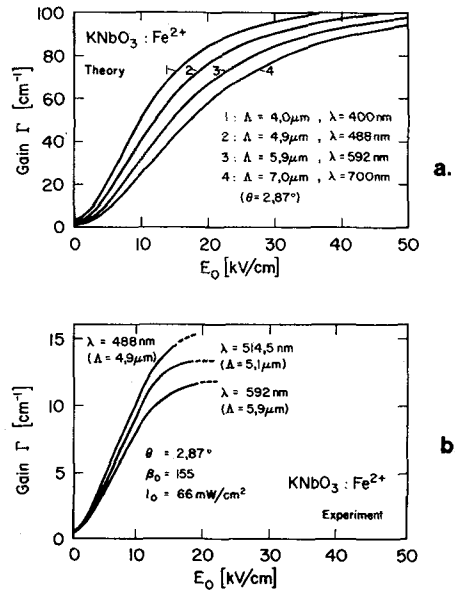 100
80
60
40
20
0
Gain Γ [cm⁻¹]
KNbO₃ : Fe²⁺
Theory
1 2 3 4
1 : Λ = 4,0μm , λ = 400nm
2 : Λ = 4,9μm , λ = 488nm
3 : Λ = 5,9μm , λ = 592nm
4 : Λ = 7,0μm , λ = 700nm
(θ = 2,87°)
0 10 20 30 40 50
E₀ [kV/cm]
a.
15
10
5
0
Gain Γ [cm⁻¹]
λ = 488nm
(Λ = 4,9μm)
λ = 514,5 nm
(Λ = 5,1μm)
λ = 592 nm
(Λ = 5,9μm)
θ = 2,87°
β₀ = 155
I₀ = 66 mW/cm²
KNbO₃ : Fe²⁺
Experiment
0 10 20 30 40 50
E₀ [kV/cm]
b